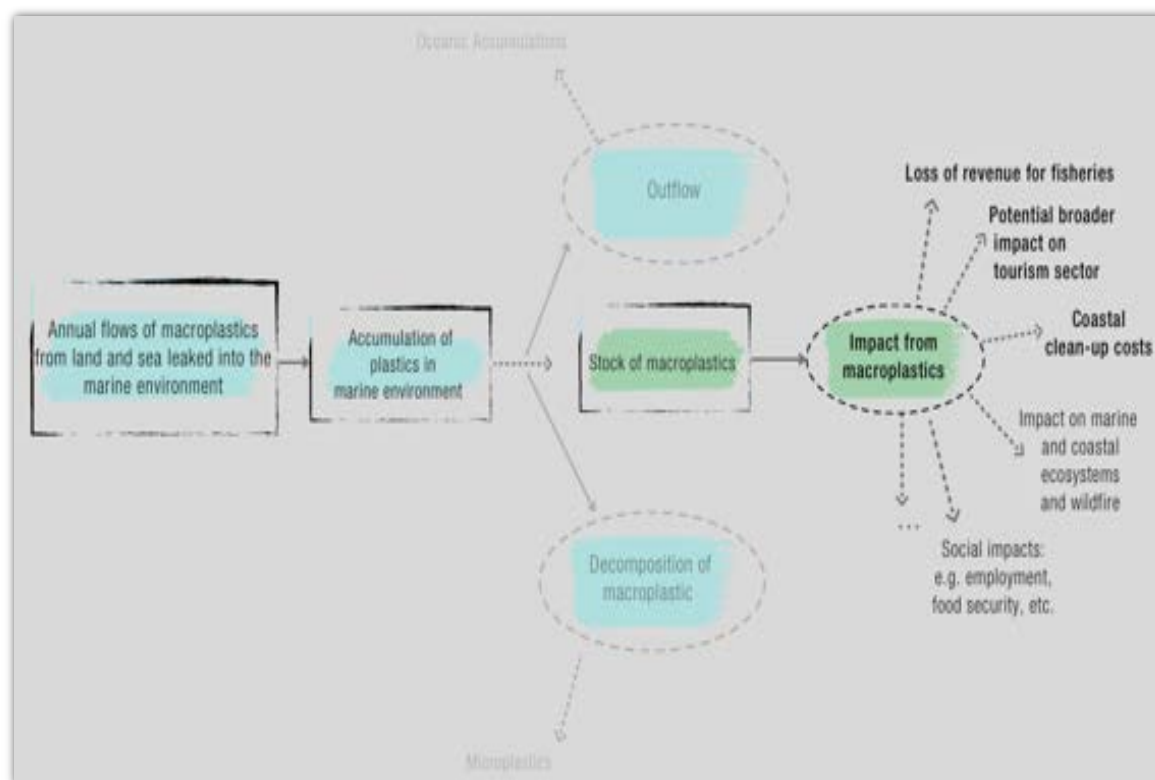 Oceanic Accumulations
Outflow
Loss of revenue for fisheries
Potential broader
impact on
tourism sector
Annual flows of macroplastics
from land and sea leaked into the
marine environment
Accumulation of
plastics in
marine environment
Stock of macroplastics
Impact from
macroplastics
Coastal
clean-up costs
Impact on marine
and coastal
ecosystems
and wildfire
...
Social impacts:
e.g. employment,
food security, etc.
Decomposition of
macroplastic
Microplastics